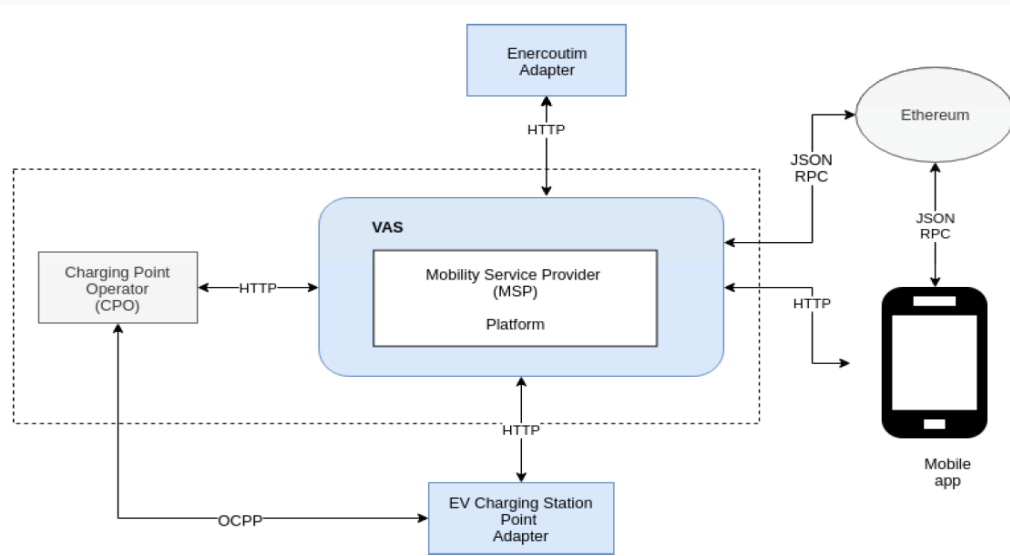 Enercoutim
Adapter
HTTP
Ethereum
JSON
RPC
VAS
JSON
RPC
Charging Point
Operator
(CPO)
HTTP
Mobility Service Provider
(MSP)
Platform
HTTP
HTTP
Mobile
app
EV Charging Station
Point
Adapter
OCPP